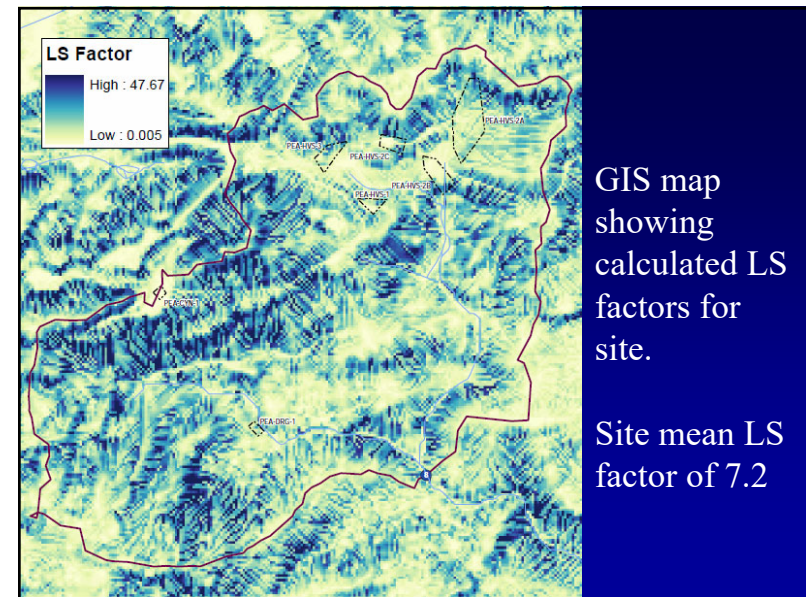 LS Factor
High : 47.67
Low : 0.005
PEA-HVS-2A
PEA-HVS-3
PEA-HVS-2C
PEA-HVS-2B
PEA-HVS-1
PEA-DRG-1
GIS map
showing
calculated LS
factors for
site.
Site mean LS
factor of 7.2